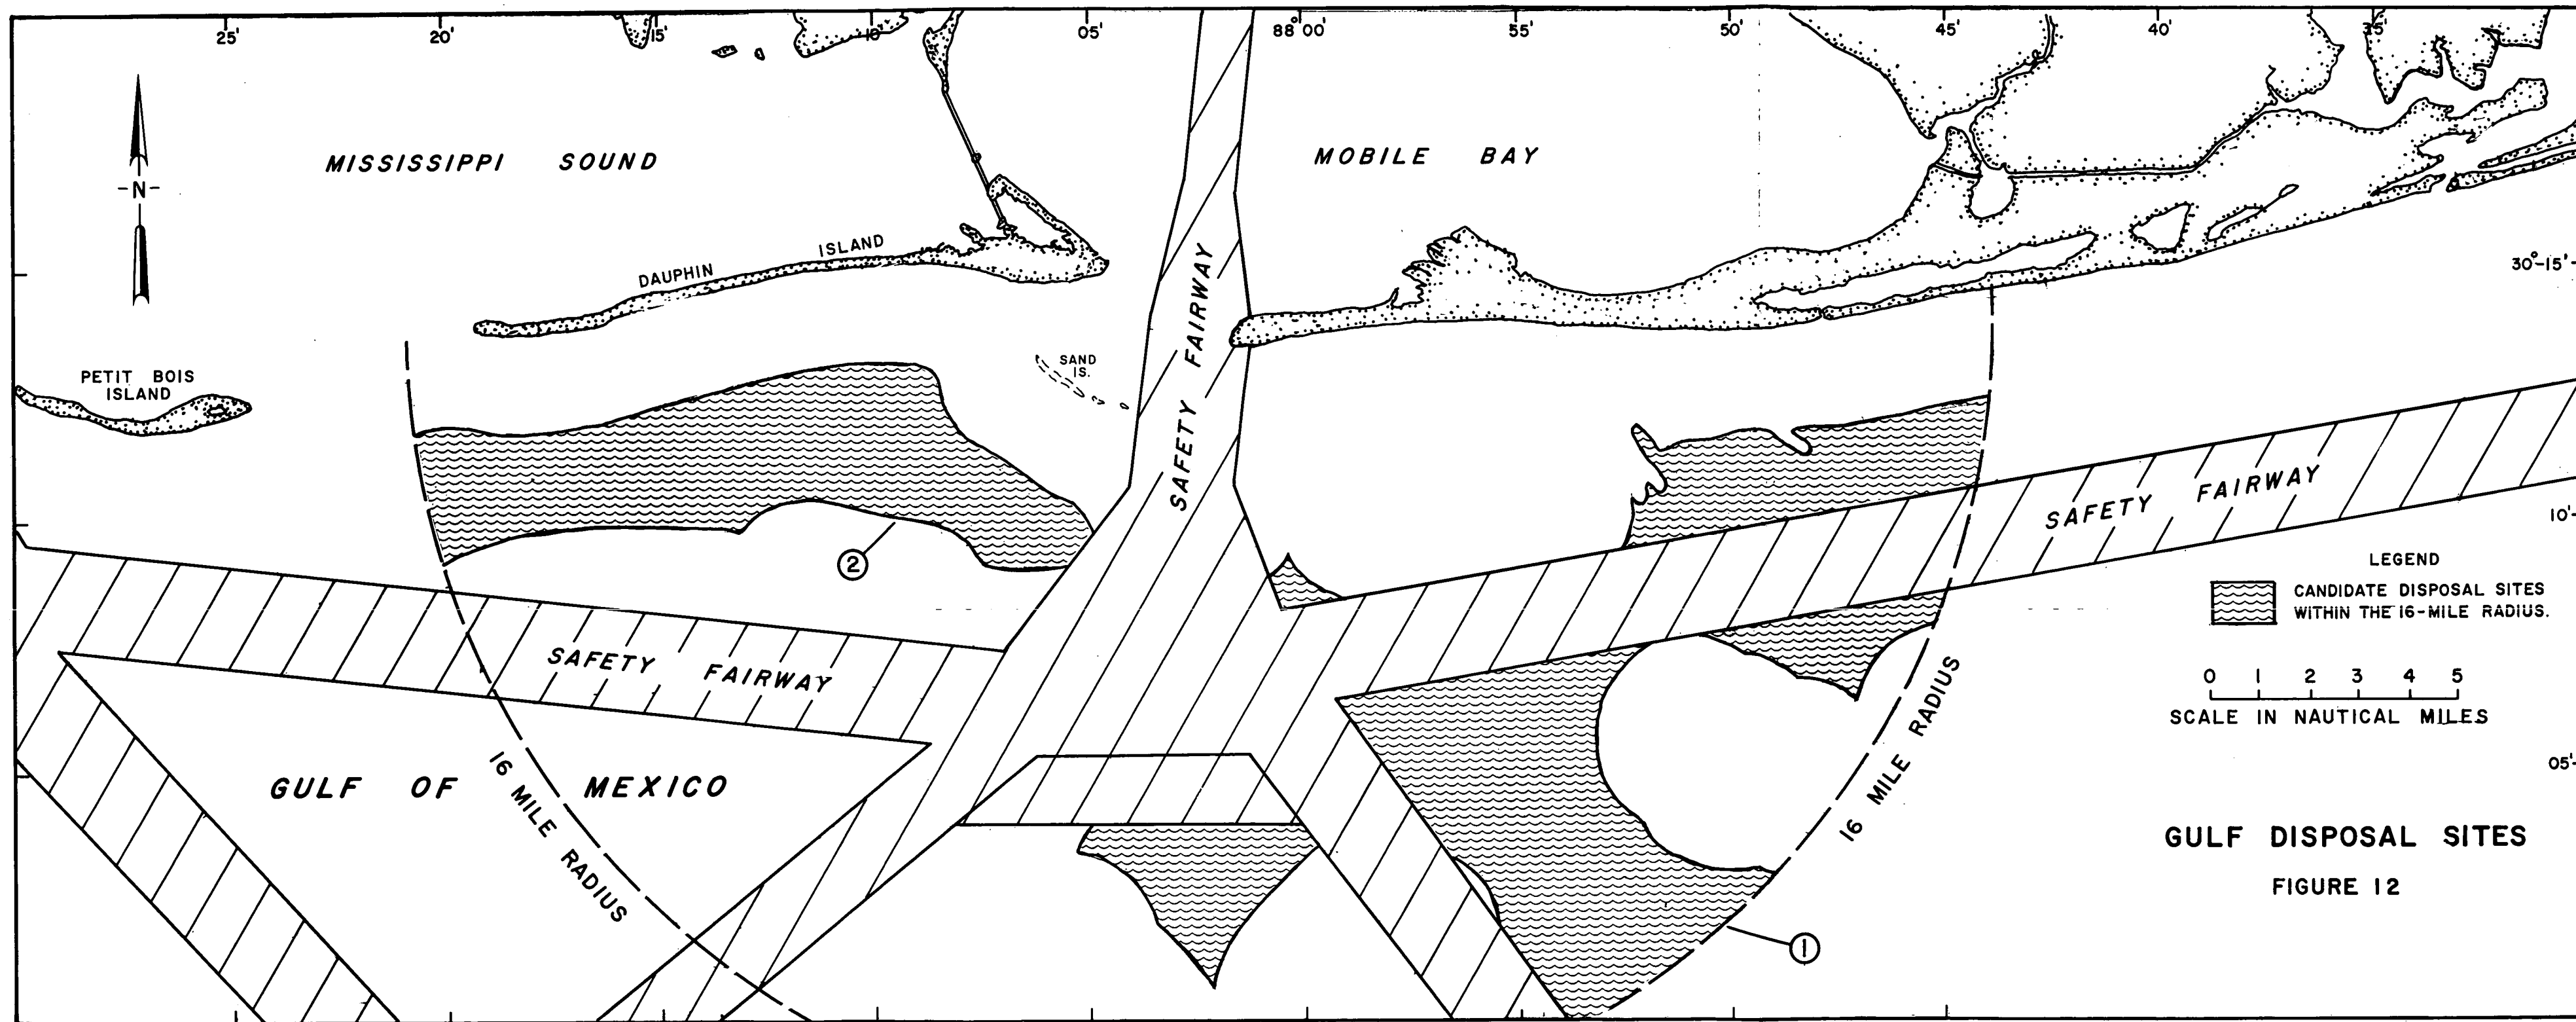 25' 20' 15' 10' 05' 88°00' 55' 50' 45' 40' 35'
-N-
MISSISSIPPI SOUND
MOBILE BAY
DAUPHIN ISLAND
30°-15'
SAFETY FAIRWAY
SAND
IS.
PETIT BOIS
ISLAND
SAFETY FAIRWAY
10'
LEGEND
CANDIDATE DISPOSAL SITES
WITHIN THE 16-MILE RADIUS.
2
SAFETY FAIRWAY
0 1 2 3 4 5
SCALE IN NAUTICAL MILES
16 MILE RADIUS
GULF OF MEXICO
16 MILE RADIUS
05'
GULF DISPOSAL SITES
FIGURE 12
1